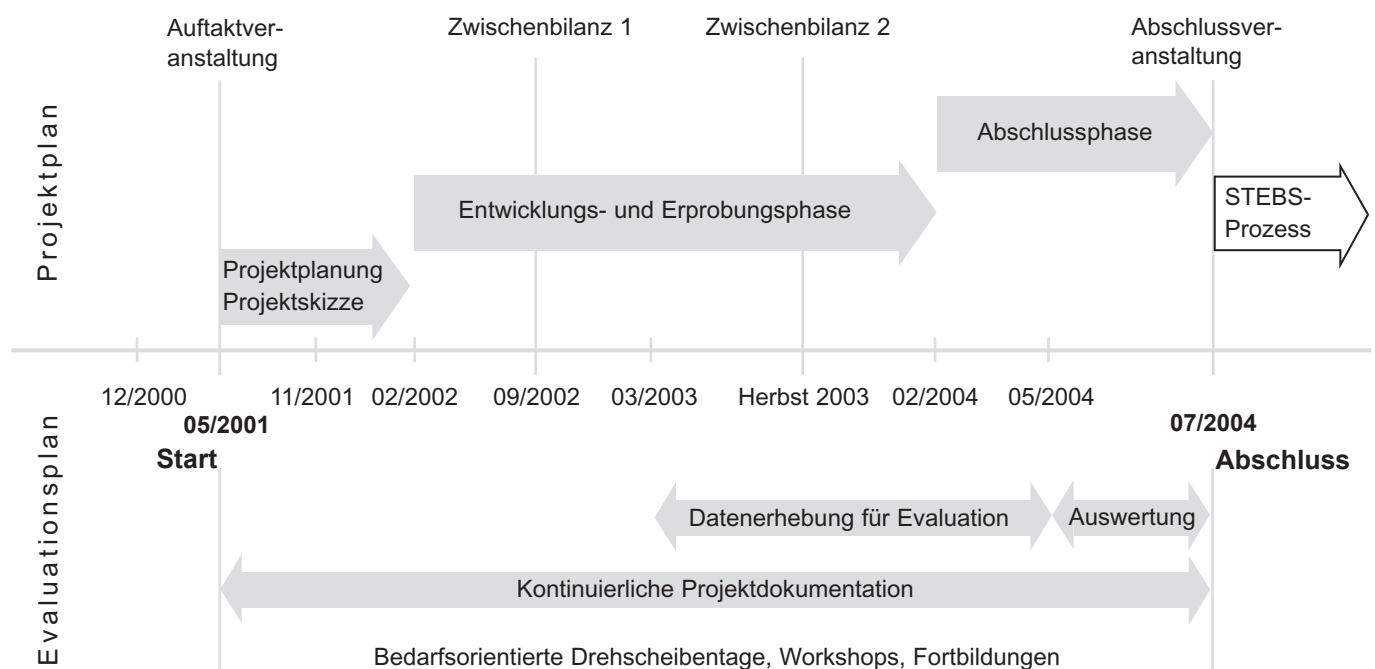 Auftaktver-
anstaltung
Zwischenbilanz 1
Zwischenbilanz 2
Abschlussver-
anstaltung
Projektplan
Abschlussphase
Entwicklungs- und Erprobungsphase
STEBS-
Prozess
Projektplanung
Projektskizze
12/2000
05/2001
Start
11/2001
02/2002
09/2002
03/2003
Herbst 2003
02/2004
05/2004
07/2004
Abschluss
Evaluationsplan
Datenerhebung für Evaluation
Auswertung
Kontinuierliche Projektdokumentation
Bedarfsorientierte Drehscheibentage, Workshops, Fortbildungen